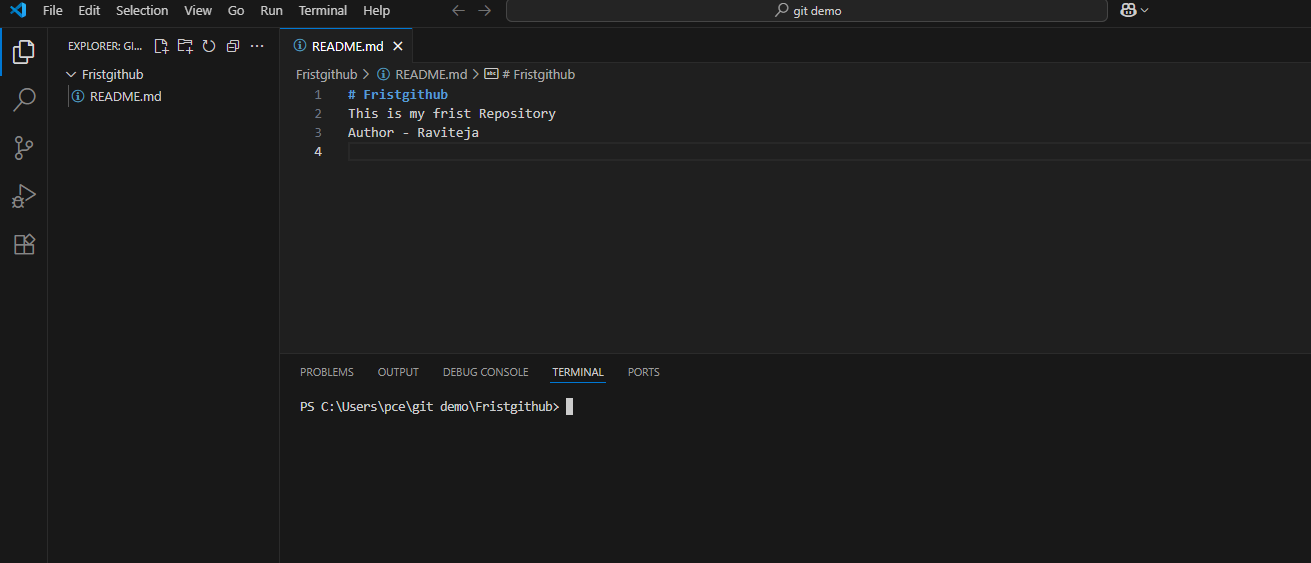 File Edit Selection View Go Run Terminal Help
git demo
EXPLORER: GI...
Fristgithub
README.md
README.md
Fristgithub > README.md > # Fristgithub
1 # Fristgithub
2 This is my frist Repository
3 Author - Raviteja
4
PROBLEMS OUTPUT DEBUG CONSOLE TERMINAL PORTS
PS C:\Users\pce\git demo\Fristgithub>